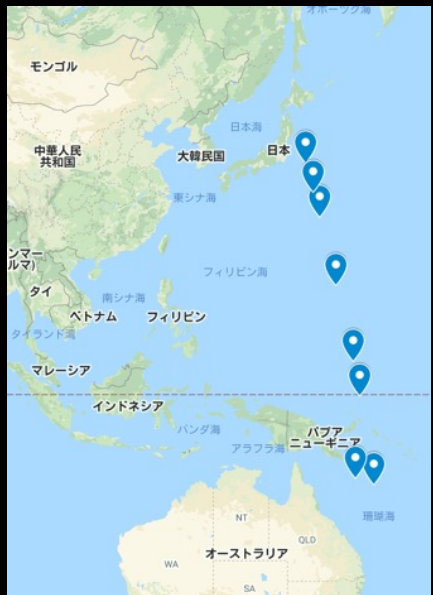 オホーツク海
モンゴル
日本海
中華人民
共和国
大韓民国
日本
東シナ海
ンマー
ルマ)
フィリピン海
タイ
南シナ海
ベトナム
フィリピン
タイランド湾
マレーシア
インドネシア
バンダ海
パプア
ニューギニア
アラフラ海
珊瑚海
NT
QLD
オーストラリア
WA
SA